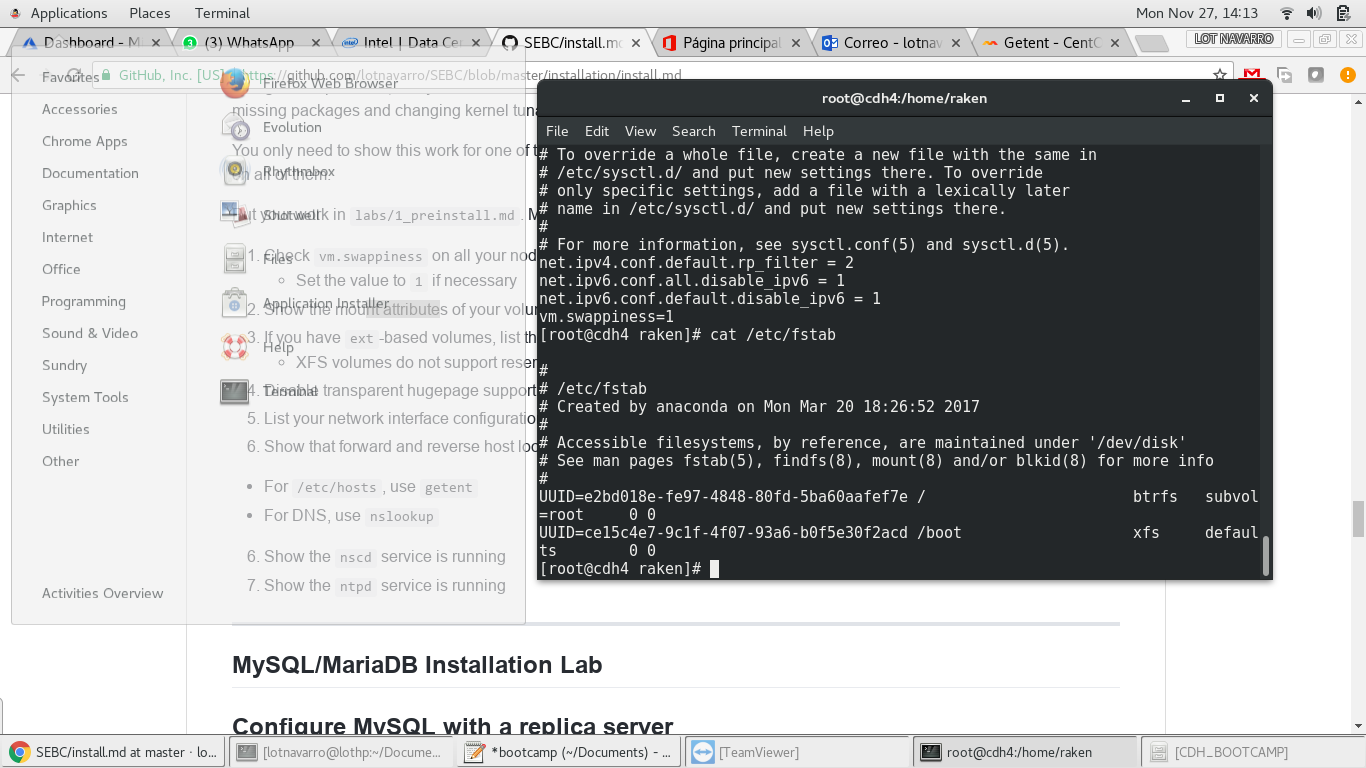 Applications Places Terminal Mon Nov 27, 14:13
Dashboard - M (3) WhatsApp Intel | Data Ce SEBC/install.m Página principal Correo - lotnav Getent - Cent LOT NAVARRO
GitHub, Inc. [US] https://github.com/lotnavarro/SEBC/blob/master/installation/install.md
Favorites
Accessories
Chrome Apps
Documentation
Graphics
Internet
Office
Programming
Sound & Video
Sundry
System Tools
Utilities
Other
Activities Overview
Firefox Web Browser
Evolution
Rhythmbox
Shotwell
Files
Application Installer
Help
Terminal
missing packages and changing kernel tuna
You only need to show this work for one of t
on all of them.
Put your work in labs/1_preinstall.md . M
1. Check vm.swappiness on all your nod
Set the value to 1 if necessary
2. Show the mount attributes of your volum
3. If you have ext -based volumes, list th
XFS volumes do not support reser
4. Disable transparent hugepage support
5. List your network interface configuratio
6. Show that forward and reverse host loo
For /etc/hosts , use getent
For DNS, use nslookup
6. Show the nscd service is running
7. Show the ntpd service is running
MySQL/MariaDB Installation Lab
Configure MySQL with a replica server
root@cdh4:/home/raken
File Edit View Search Terminal Help
# To override a whole file, create a new file with the same in
# /etc/sysctl.d/ and put new settings there. To override
# only specific settings, add a file with a lexically later
# name in /etc/sysctl.d/ and put new settings there.
#
# For more information, see sysctl.conf(5) and sysctl.d(5).
net.ipv4.conf.default.rp_filter = 2
net.ipv6.conf.all.disable_ipv6 = 1
net.ipv6.conf.default.disable_ipv6 = 1
vm.swappiness=1
[root@cdh4 raken]# cat /etc/fstab
#
# /etc/fstab
# Created by anaconda on Mon Mar 20 18:26:52 2017
#
# Accessible filesystems, by reference, are maintained under '/dev/disk'
# See man pages fstab(5), findfs(8), mount(8) and/or blkid(8) for more info
#
UUID=e2bd018e-fe97-4848-80fd-5ba60aafef7e / btrfs subvol
=root 0 0
UUID=ce15c4e7-9c1f-4f07-93a6-b0f5e30f2acd /boot xfs defaul
ts 0 0
[root@cdh4 raken]#
SEBC/install.md at master · lo... [lotnavarro@lothp:~/Docume... *bootcamp (~/Documents) - ... [TeamViewer] root@cdh4:/home/raken [CDH_BOOTCAMP]